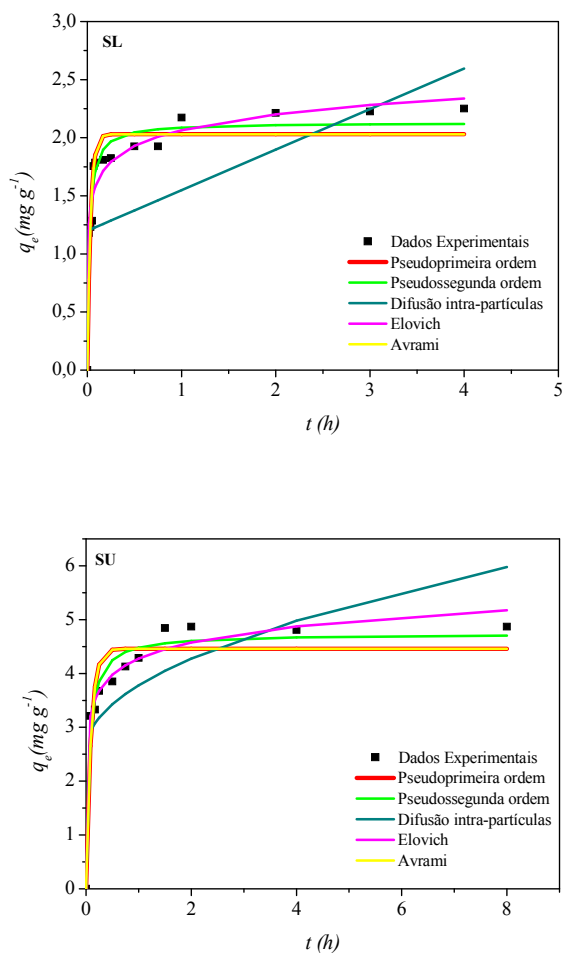 SL
3,0
2,5
2,0
1,5
1,0
0,5
0,0
q_e (mg g⁻¹)
Dados Experimentais
Pseudoprimeira ordem
Pseudossegunda ordem
Difusão intra-partículas
Elovich
Avrami
0 1 2 3 4 5
t (h)
SU
6
5
4
3
2
1
0
q_e (mg g⁻¹)
Dados Experimentais
Pseudoprimeira ordem
Pseudossegunda ordem
Difusão intra-partículas
Elovich
Avrami
0 2 4 6 8
t (h)